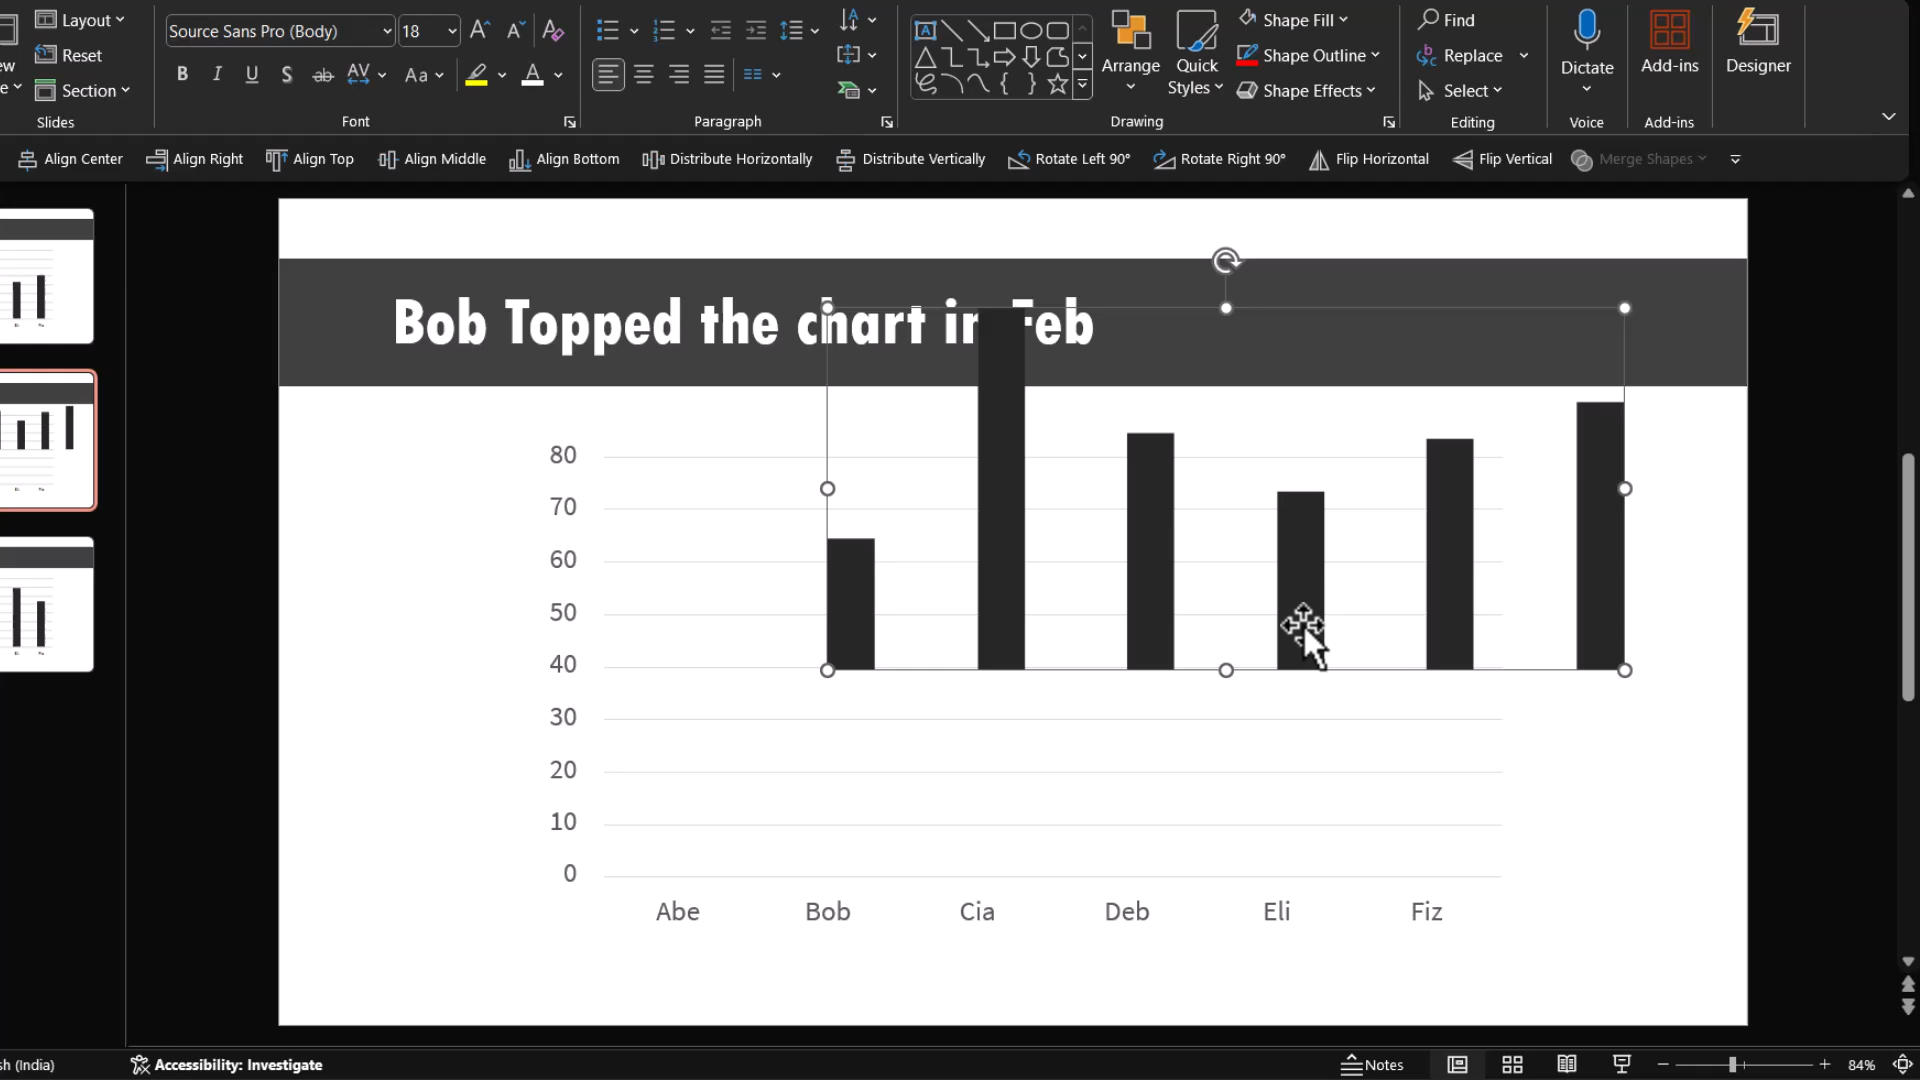 Layout
Reset
Section
Slides
Source Sans Pro (Body)
18
B I U S ab AV Aa A
Font
Paragraph
Arrange
Quick
Styles
Shape Fill
Shape Outline
Shape Effects
Drawing
Find
Replace
Select
Editing
Dictate
Voice
Add-ins
Add-ins
Designer
Align Center Align Right Align Top Align Middle Align Bottom Distribute Horizontally Distribute Vertically Rotate Left 90° Rotate Right 90° Flip Horizontal Flip Vertical Merge Shapes
Bob Topped the chart in Feb
80
70
60
50
40
30
20
10
0
Abe Bob Cia Deb Eli Fiz
(India)
Accessibility: Investigate
Notes
84%